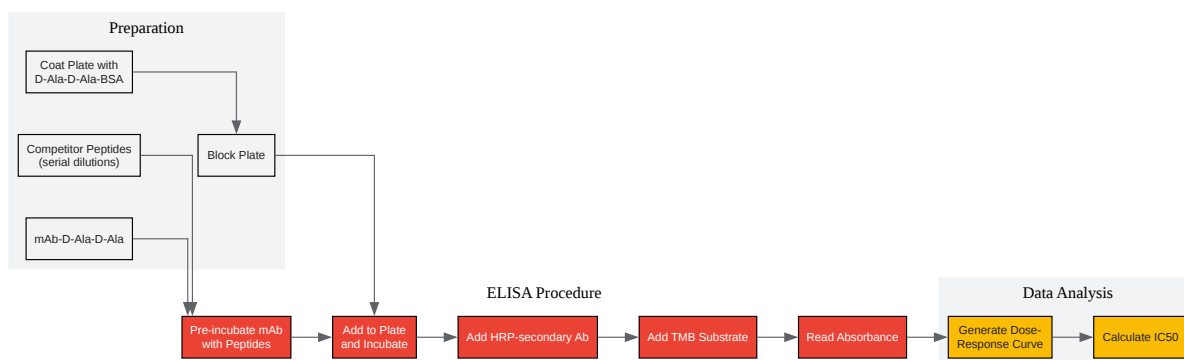 Preparation
Coat Plate with
D-Ala-D-Ala-BSA
Competitor Peptides
(serial dilutions)
Block Plate
mAb-D-Ala-D-Ala
ELISA Procedure
Data Analysis
Pre-incubate mAb
with Peptides
Add to Plate
and Incubate
Add HRP-secondary Ab
Add TMB Substrate
Read Absorbance
Generate Dose-
Response Curve
Calculate IC50